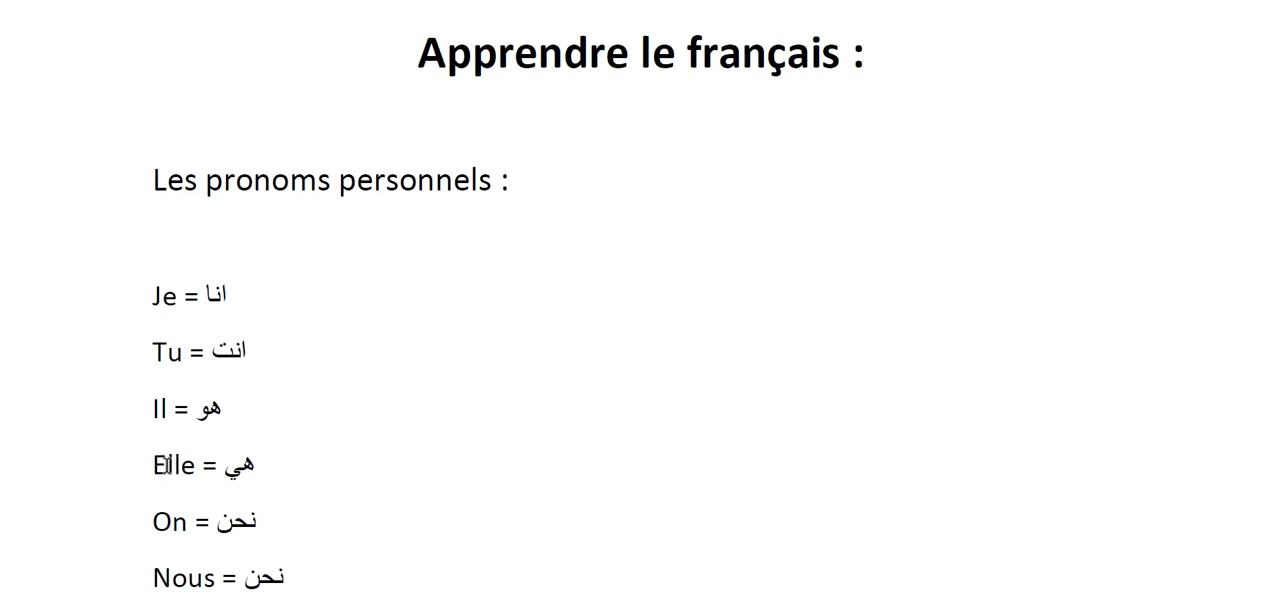 Apprendre le français :
Les pronoms personnels :
Je = انا
Tu = انت
Il = هو
Elle = هي
On = نحن
Nous = نحن